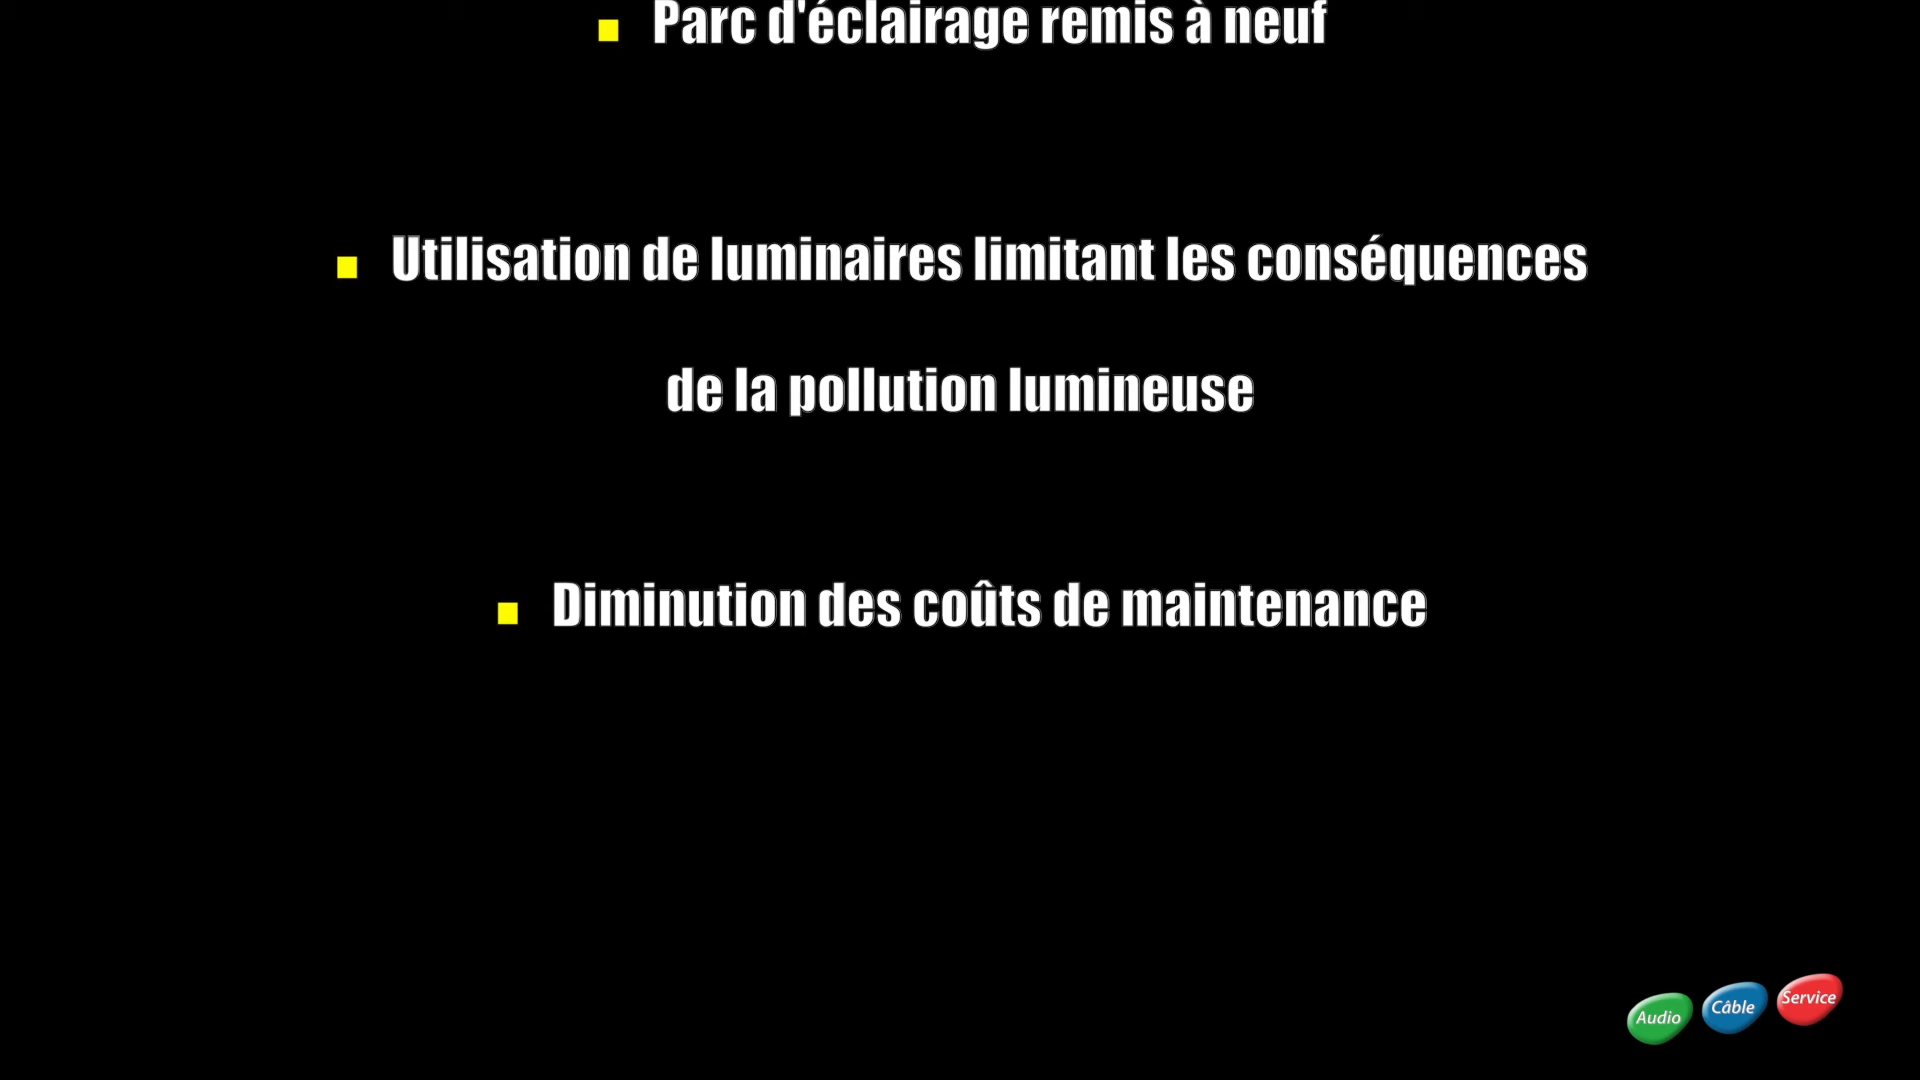 Parc d'éclairage remis à neuf
Utilisation de luminaires limitant les conséquences
de la pollution lumineuse
Diminution des coûts de maintenance
Audio Câble Service